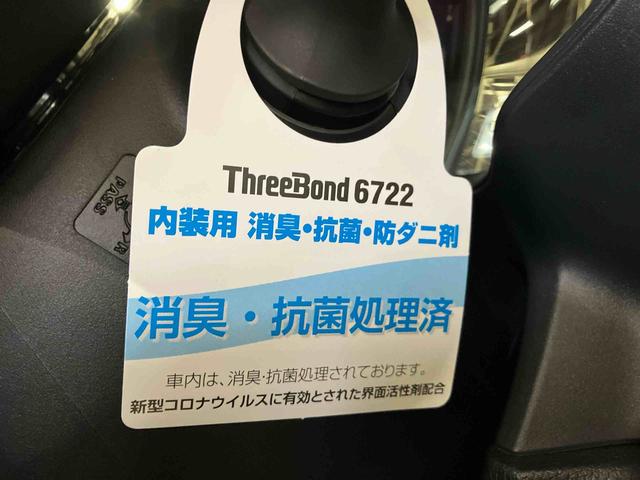 ThreeBond 6722
内装用 消臭・抗菌・防ダニ剤
消臭・抗菌処理済
車内は、消臭・抗菌処理されております。
新型コロナウイルスに有効とされた界面活性剤配合
PASS